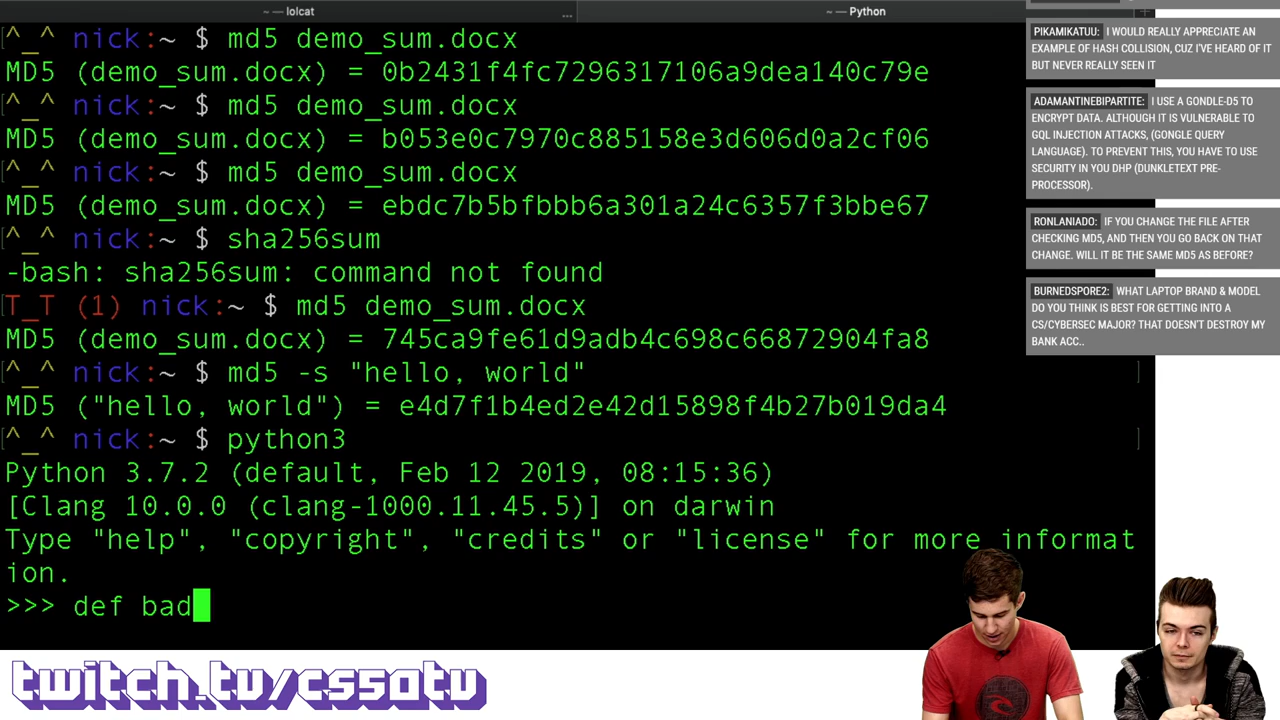 ~ — lolcat
...
~ — Python
+
^_^ nick:~ $ md5 demo_sum.docx
MD5 (demo_sum.docx) = 0b2431f4fc7296317106a9dea140c79e
^_^ nick:~ $ md5 demo_sum.docx
MD5 (demo_sum.docx) = b053e0c7970c885158e3d606d0a2cf06
^_^ nick:~ $ md5 demo_sum.docx
MD5 (demo_sum.docx) = ebdc7b5bfbbb6a301a24c6357f3bbe67
^_^ nick:~ $ sha256sum
-bash: sha256sum: command not found
T_T (1) nick:~ $ md5 demo_sum.docx
MD5 (demo_sum.docx) = 745ca9fe61d9adb4c698c66872904fa8
^_^ nick:~ $ md5 -s "hello, world"
MD5 ("hello, world") = e4d7f1b4ed2e42d15898f4b27b019da4
^_^ nick:~ $ python3
Python 3.7.2 (default, Feb 12 2019, 08:15:36)
[Clang 10.0.0 (clang-1000.11.45.5)] on darwin
Type "help", "copyright", "credits" or "license" for more informat
ion.
>>> def bad
PIKAMIKATUU: I WOULD REALLY APPRECIATE AN
EXAMPLE OF HASH COLLISION, CUZ I'VE HEARD OF IT
BUT NEVER REALLY SEEN IT
ADAMANTINEBIPARTITE: I USE A GONDLE-D5 TO
ENCRYPT DATA. ALTHOUGH IT IS VULNERABLE TO
GQL INJECTION ATTACKS, (GONGLE QUERY
LANGUAGE). TO PREVENT THIS, YOU HAVE TO USE
SECURITY IN YOU DHP (DUNKLETEXT PRE-
PROCESSOR).
RONLANIADO: IF YOU CHANGE THE FILE AFTER
CHECKING MD5, AND THEN YOU GO BACK ON THAT
CHANGE. WILL IT BE THE SAME MD5 AS BEFORE?
BURNEDSPORE2: WHAT LAPTOP BRAND & MODEL
DO YOU THINK IS BEST FOR GETTING INTO A
CS/CYBERSEC MAJOR? THAT DOESN'T DESTROY MY
BANK ACC..
twitch.tv/cssatv